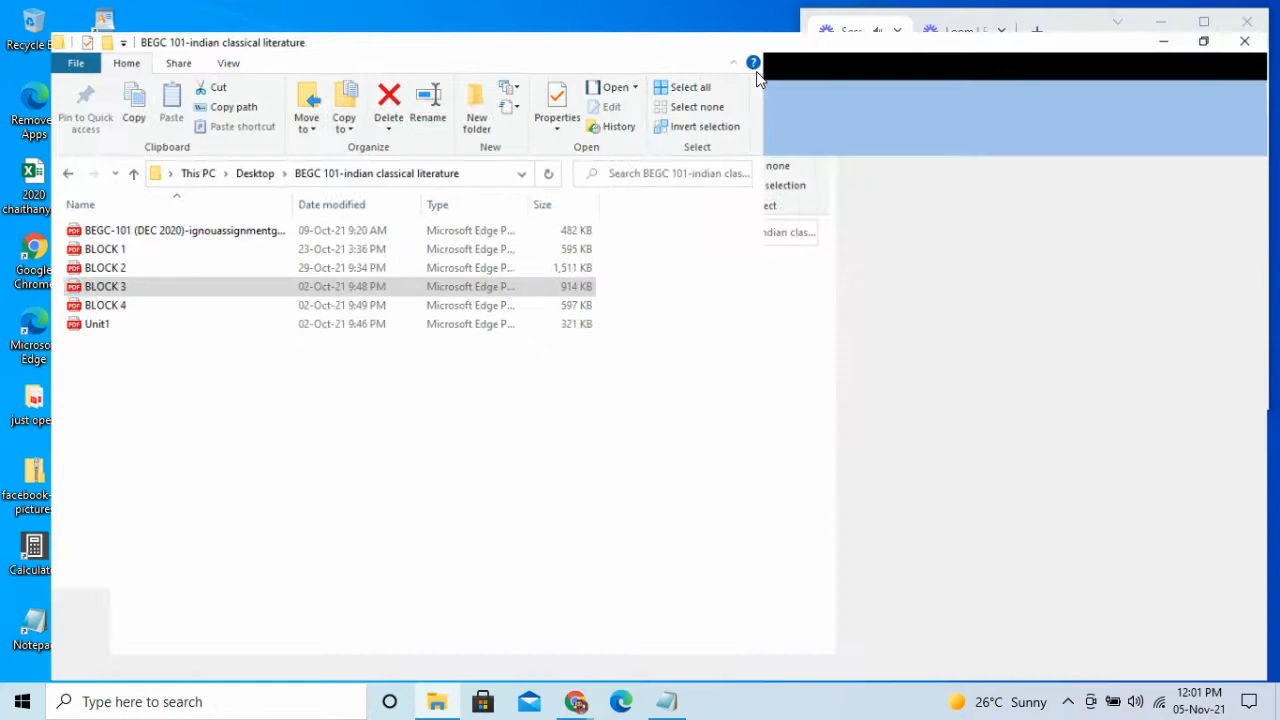 Recycle B
BEGC 101-indian classical literature
File
Home
Share
View
Cut
Copy path
Paste shortcut
Pin to Quick
access
Copy
Paste
Clipboard
Move
to
Copy
to
Delete
Rename
Organize
New
folder
New
Properties
Open
Edit
History
Open
Select all
Select none
Invert selection
Select
none
selection
ect
ndian clas...
This PC
Desktop
BEGC 101-indian classical literature
Search BEGC 101-indian clas...
Name
Date modified
Type
Size
BEGC-101 (DEC 2020)-ignouassignmentg...
09-Oct-21 9:20 AM
Microsoft Edge P...
482 KB
BLOCK 1
23-Oct-21 3:36 PM
Microsoft Edge P...
595 KB
BLOCK 2
29-Oct-21 9:34 PM
Microsoft Edge P...
1,511 KB
BLOCK 3
02-Oct-21 9:48 PM
Microsoft Edge P...
914 KB
BLOCK 4
02-Oct-21 9:49 PM
Microsoft Edge P...
597 KB
Unit1
02-Oct-21 9:46 PM
Microsoft Edge P...
321 KB
Remove
Apps
2020
chaithany
Google
Chrome
Microso
Edge
just ope
facebook-
picture
Calculat
Notepa
Type here to search
26°C Sunny
12:01 PM
05-Nov-21